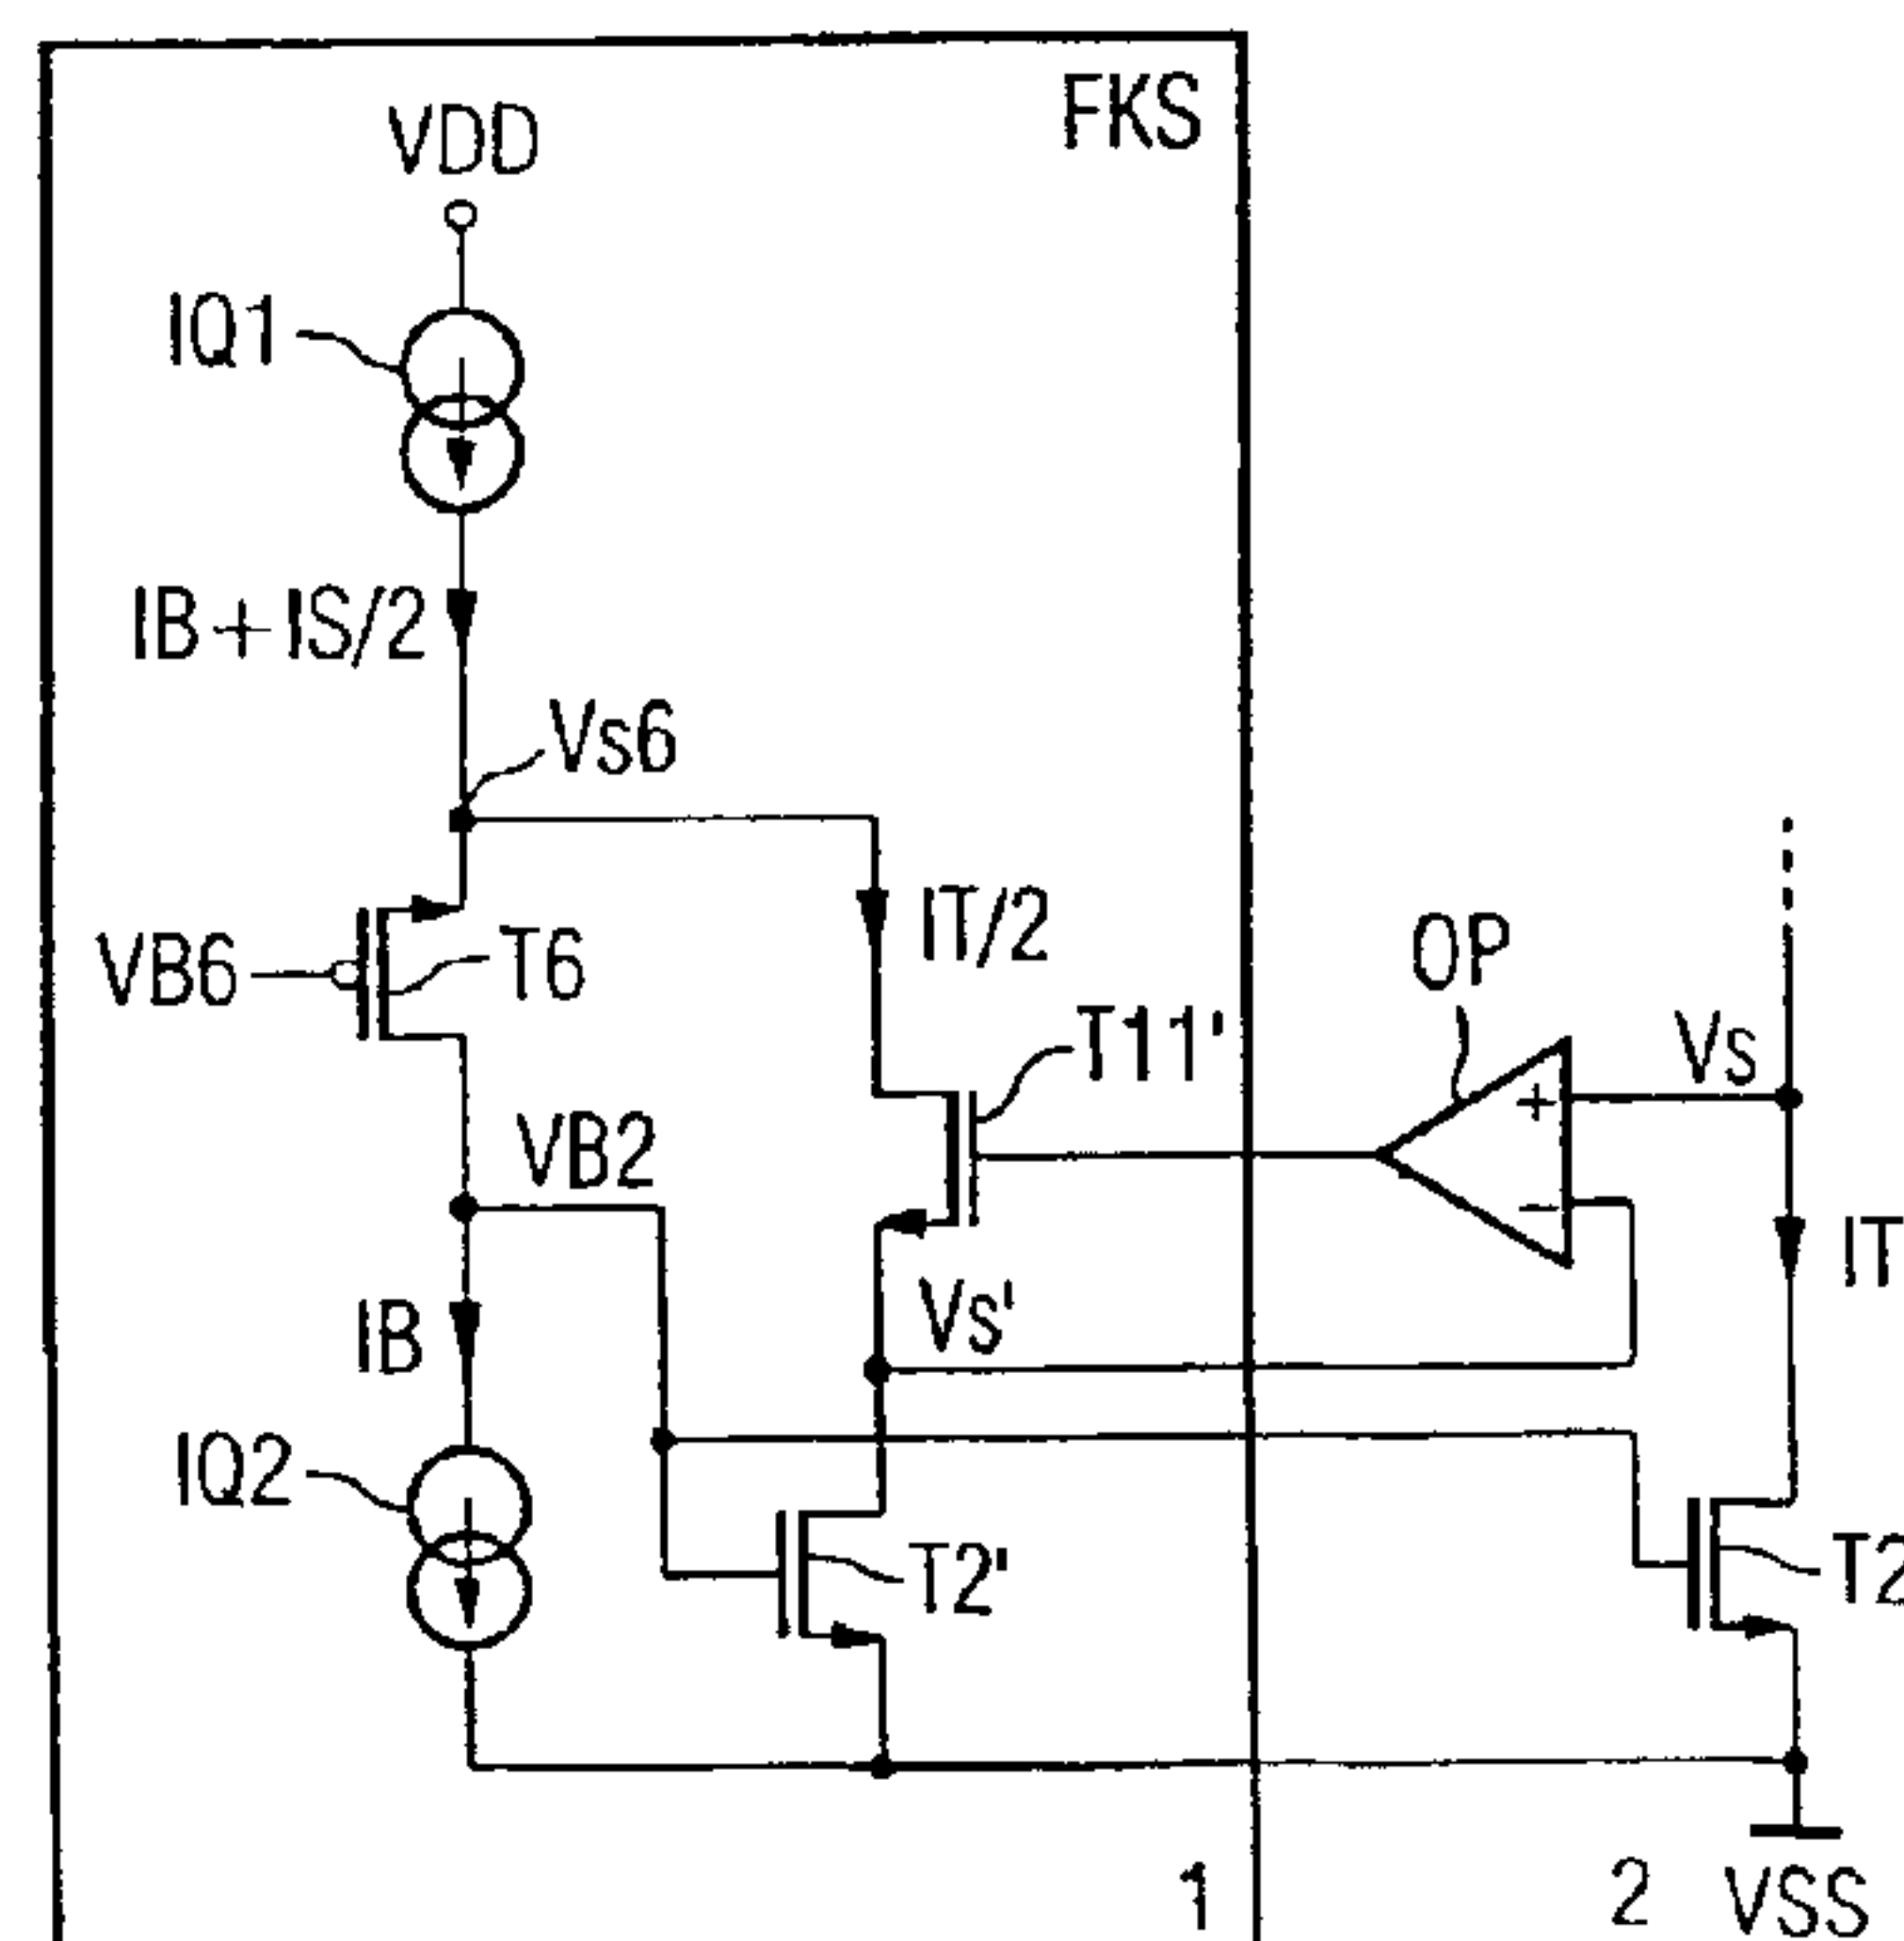 FKS
VDD
IQ1
IB + IS/2
Vs6
IT/2
VB6
T6
OP
T11'
Vs
+
VB2
−
IT
Vs'
IB
IQ2
T2'
T2
1
2
VSS